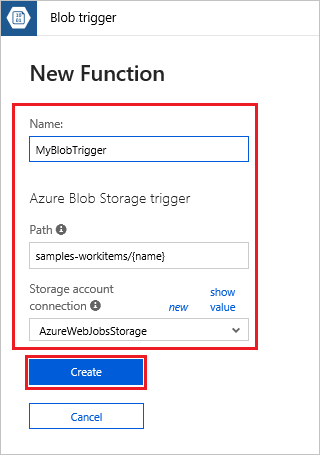 Blob trigger
New Function
Name:
MyBlobTrigger
Azure Blob Storage trigger
Path
samples-workitems/{name}
Storage account
connection
new
show
value
AzureWebJobsStorage
Create
Cancel